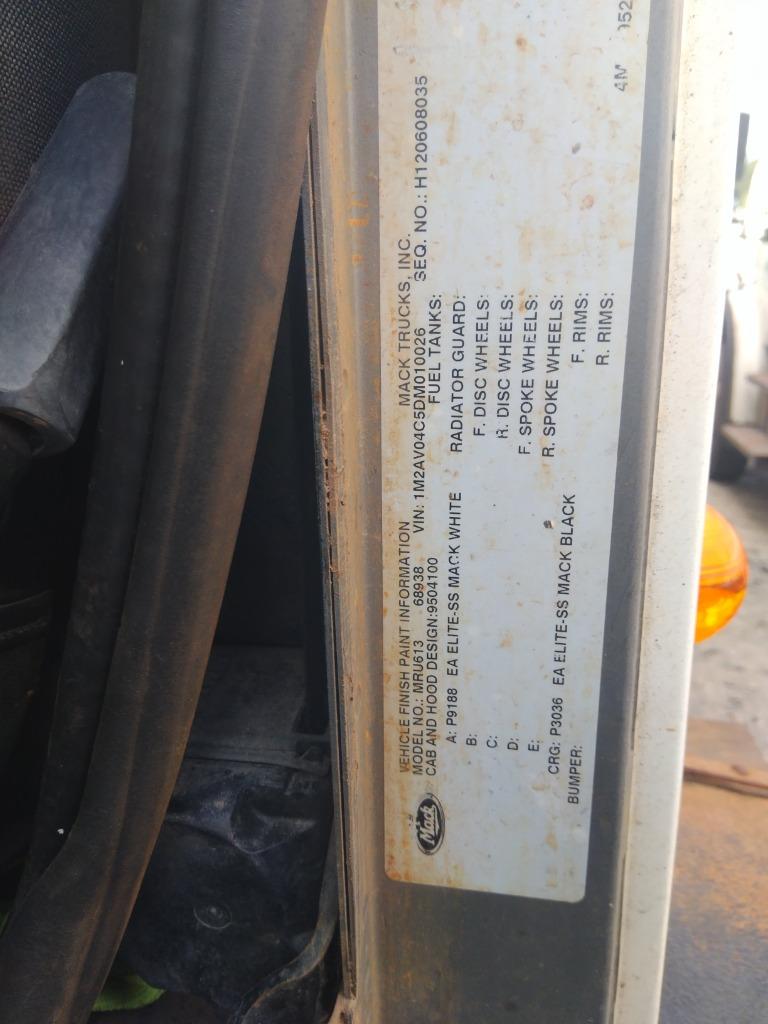 VEHICLE FINISH PAINT INFORMATION MACK TRUCKS, INC.
MODEL NO.: MRU613 68938 VIN: 1M2AV04C5DM010026 SEQ. NO.: H120608035
CAB AND HOOD DESIGN:9504100 FUEL TANKS:
A: P9188 EA ELITE-SS MACK WHITE RADIATOR GUARD:
B: F. DISC WHEELS:
C: R. DISC WHEELS:
D: F. SPOKE WHEELS:
E: R. SPOKE WHEELS:
CRG: P3036 EA ELITE-SS MACK BLACK F. RIMS:
BUMPER: R. RIMS:
Mack